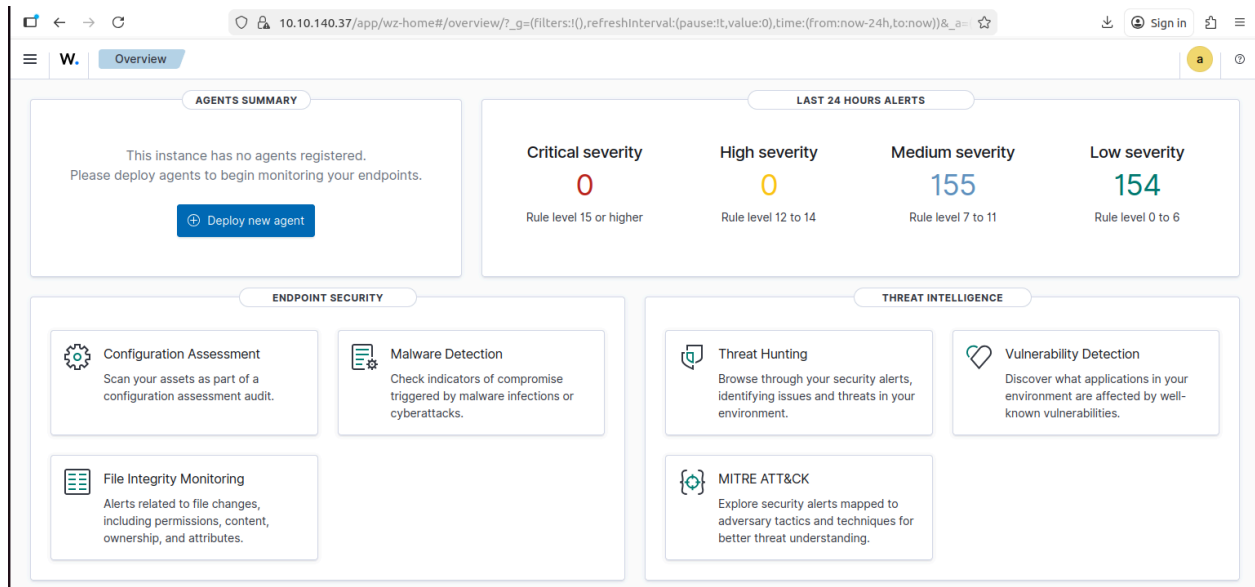 10.10.140.37/app/wz-home#/overview/?_g=(filters:!(),refreshInterval:(pause:!t,value:0),time:(from:now-24h,to:now))&_a=
Sign in
W. Overview
a
AGENTS SUMMARY
This instance has no agents registered.
Please deploy agents to begin monitoring your endpoints.
Deploy new agent
LAST 24 HOURS ALERTS
Critical severity
0
Rule level 15 or higher
High severity
0
Rule level 12 to 14
Medium severity
155
Rule level 7 to 11
Low severity
154
Rule level 0 to 6
ENDPOINT SECURITY
Configuration Assessment
Scan your assets as part of a
configuration assessment audit.
Malware Detection
Check indicators of compromise
triggered by malware infections or
cyberattacks.
File Integrity Monitoring
Alerts related to file changes,
including permissions, content,
ownership, and attributes.
THREAT INTELLIGENCE
Threat Hunting
Browse through your security alerts,
identifying issues and threats in your
environment.
Vulnerability Detection
Discover what applications in your
environment are affected by well-
known vulnerabilities.
MITRE ATT&CK
Explore security alerts mapped to
adversary tactics and techniques for
better threat understanding.